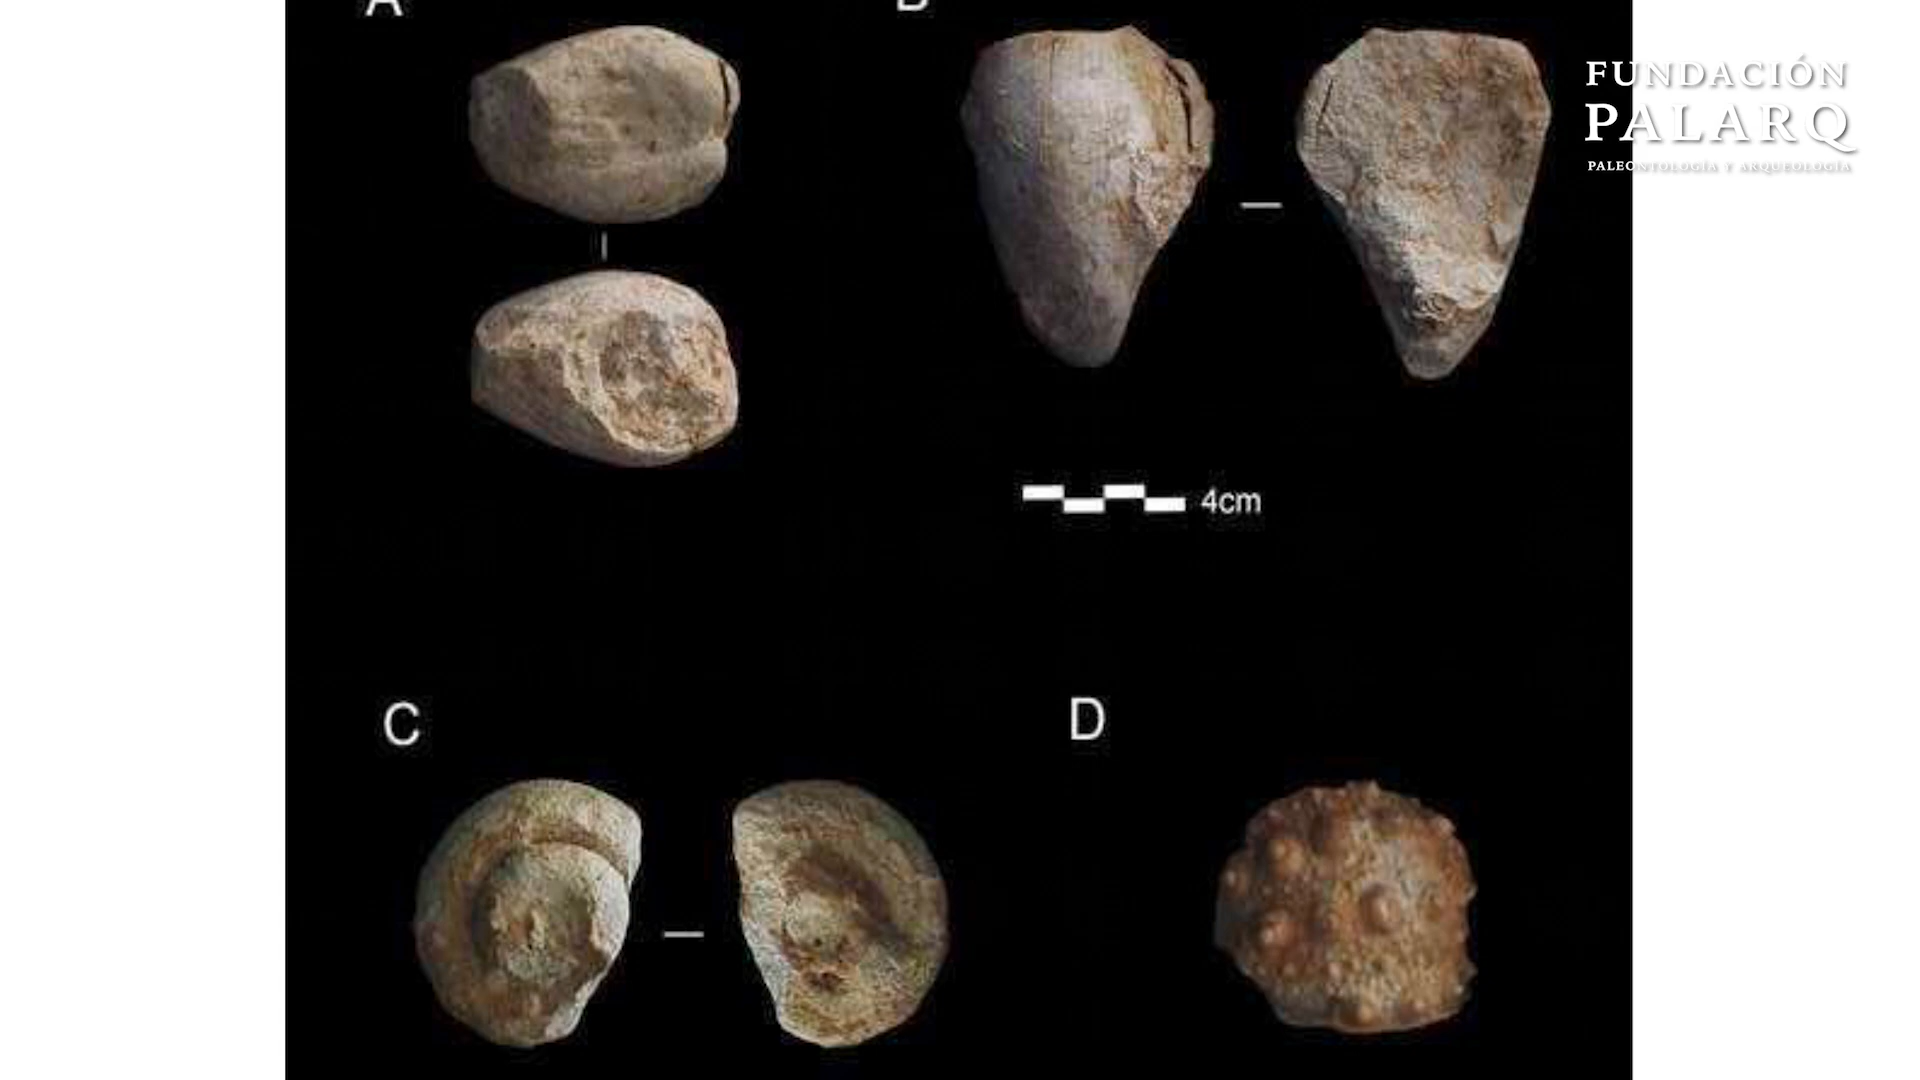 A
B
FUNDACIÓN
PALARQ
PALEONTOLOGÍA Y ARQUEOLOGÍA
4cm
C
D